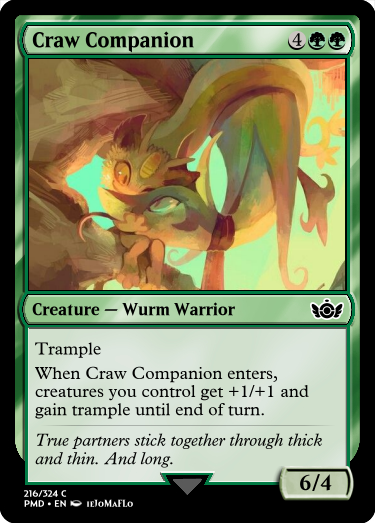 Craw Companion 4
Creature — Wurm Warrior
Trample
When Craw Companion enters,
creatures you control get +1/+1 and
gain trample until end of turn.
True partners stick together through thick
and thin. And long.
6/4
216/324 C
PMD • EN IEJOMAFLO